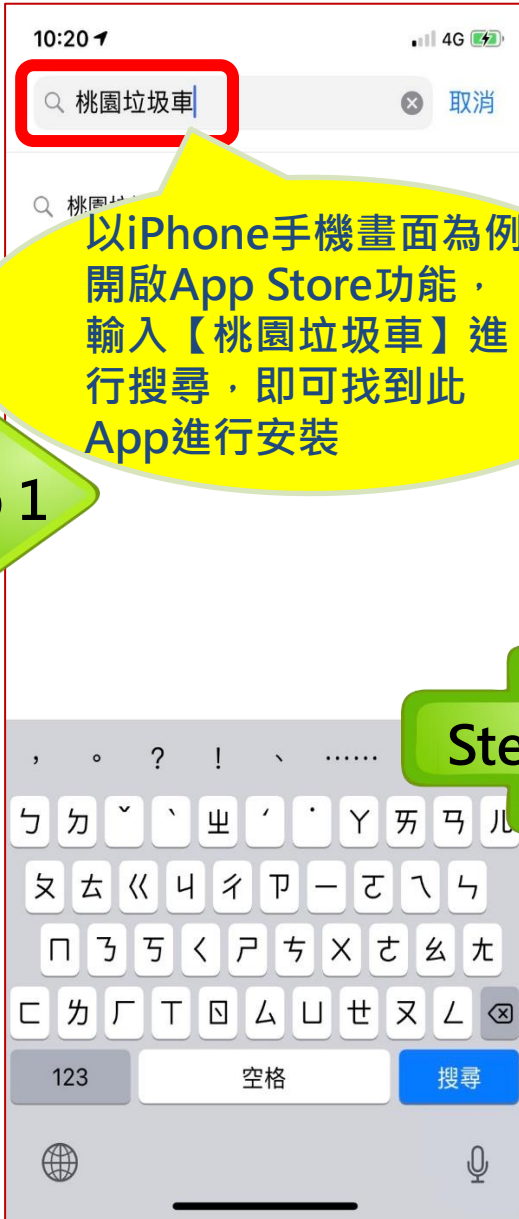 10:20
4G
桃園垃圾車
取消
桃園
以iPhone手機畫面為例
開啟App Store功能，
輸入【桃園垃圾車】進
行搜尋，即可找到此
App進行安裝
p 1
Ste
， 。 ? ! 、 ……
ㄅ ㄉ ˇ ˋ ㄓ ˊ ˙ ㄚ ㄞ ㄢ ㄦ
ㄆ ㄊ ㄍ ㄐ ㄔ ㄗ ㄧ ㄛ ㄟ ㄣ
ㄇ ㄋ ㄎ ㄑ ㄕ ㄘ ㄨ ㄜ ㄠ ㄤ
ㄈ ㄌ ㄏ ㄒ ㄖ ㄙ ㄩ ㄝ ㄡ ㄥ
123 空格 搜尋